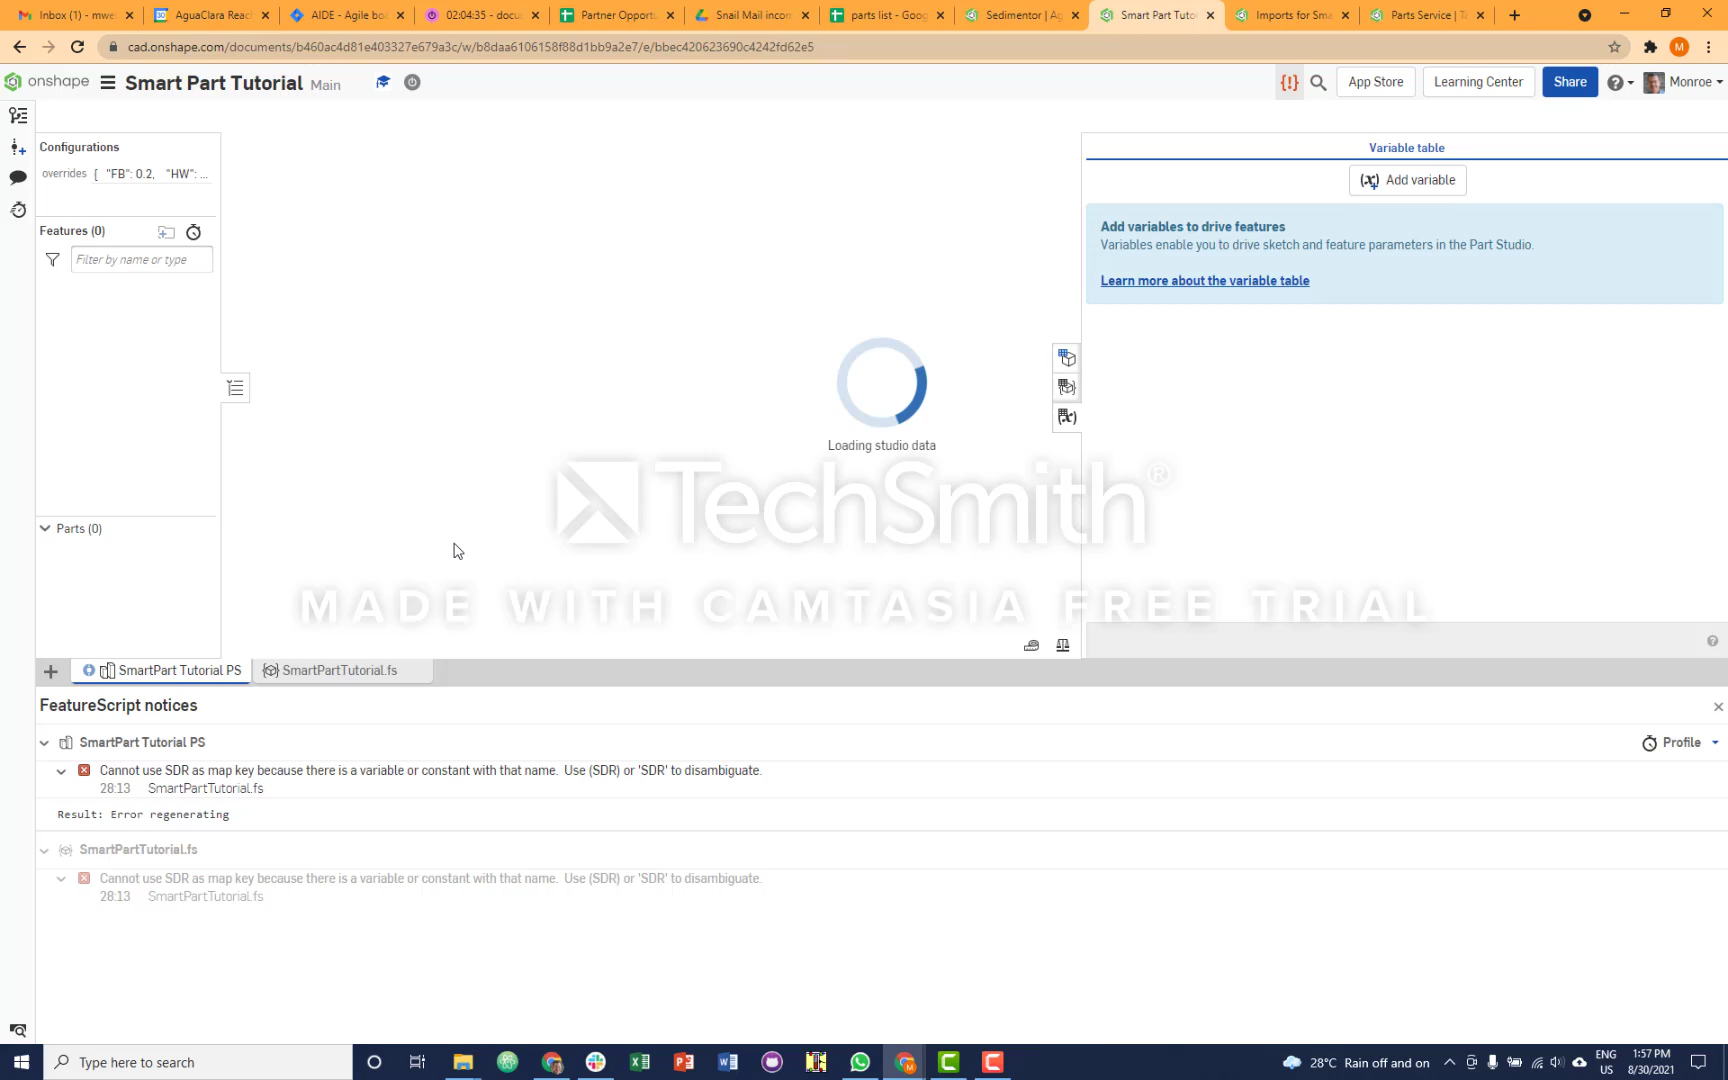 Inbox (1) - mwe
AguaClara Reac
AIDE - Agile bo
02:04:35 - docu
Partner Opportu
Snail Mail incom
parts list - Goog
Sedimentor | Ag
Smart Part Tuto
Imports for Sma
Parts Service | Ta
cad.onshape.com/documents/b460ac4d81e403327e679a3c/w/b8daa6106158f88d1bb9a2e7/e/bbec420623690c4242fd62e5
M
onshape Smart Part Tutorial Main
App Store Learning Center Share Monroe
Configurations
overrides { "FB": 0.2, "HW": ...
Features (0)
Filter by name or type
Parts (0)
Loading studio data
Variable table
(x) Add variable
Add variables to drive features
Variables enable you to drive sketch and feature parameters in the Part Studio.
Learn more about the variable table
TechSmith®
MADE WITH CAMTASIA FREE TRIAL
SmartPart Tutorial PS SmartPartTutorial.fs
FeatureScript notices
SmartPart Tutorial PS Profile
Cannot use SDR as map key because there is a variable or constant with that name. Use (SDR) or 'SDR' to disambiguate.
28:13 SmartPartTutorial.fs
Result: Error regenerating
SmartPartTutorial.fs
Cannot use SDR as map key because there is a variable or constant with that name. Use (SDR) or 'SDR' to disambiguate.
28:13 SmartPartTutorial.fs
Type here to search
28°C Rain off and on
ENG
US
1:57 PM
8/30/2021